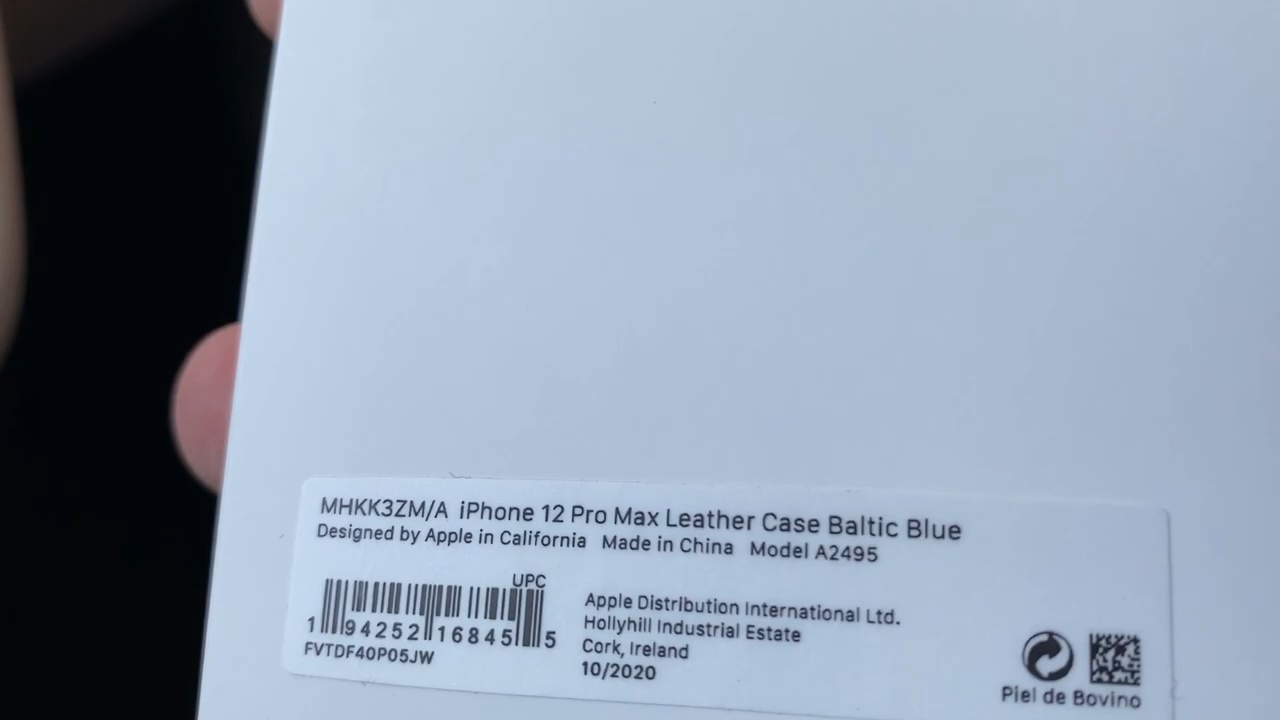 MHKK3ZM/A iPhone 12 Pro Max Leather Case Baltic Blue
Designed by Apple in California Made in China Model A2495
UPC
1 94252 16845 5
FVTDF40P05JW
Apple Distribution International Ltd.
Hollyhill Industrial Estate
Cork, Ireland
10/2020
Piel de Bovino